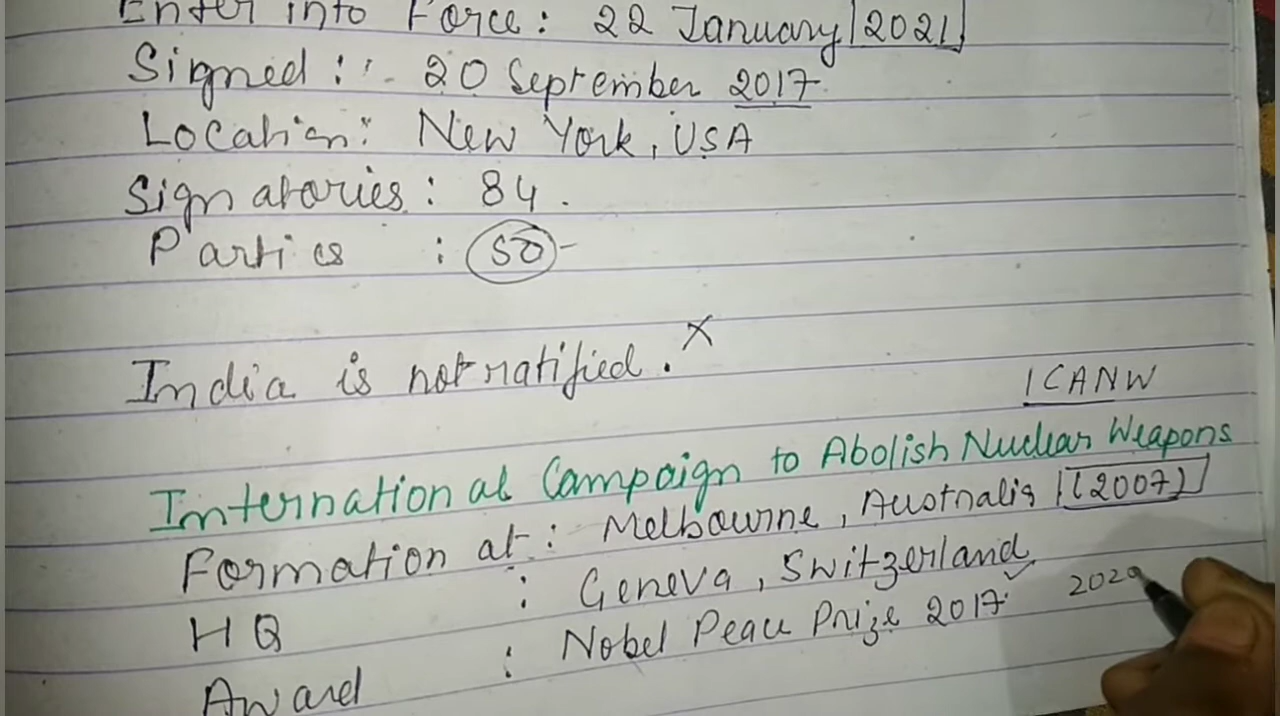 Enter into Force: 22 January 2021
Signed: 20 September 2017
Location: New York, USA
Signatories: 84.
Parties : 50
India is not ratified. X
ICANW
International Campaign to Abolish Nuclear Weapons
Formation at: Melbourne, Australia (2007)
HQ : Geneva, Switzerland
Award : Nobel Peace Prize 2017 ✓ 2020